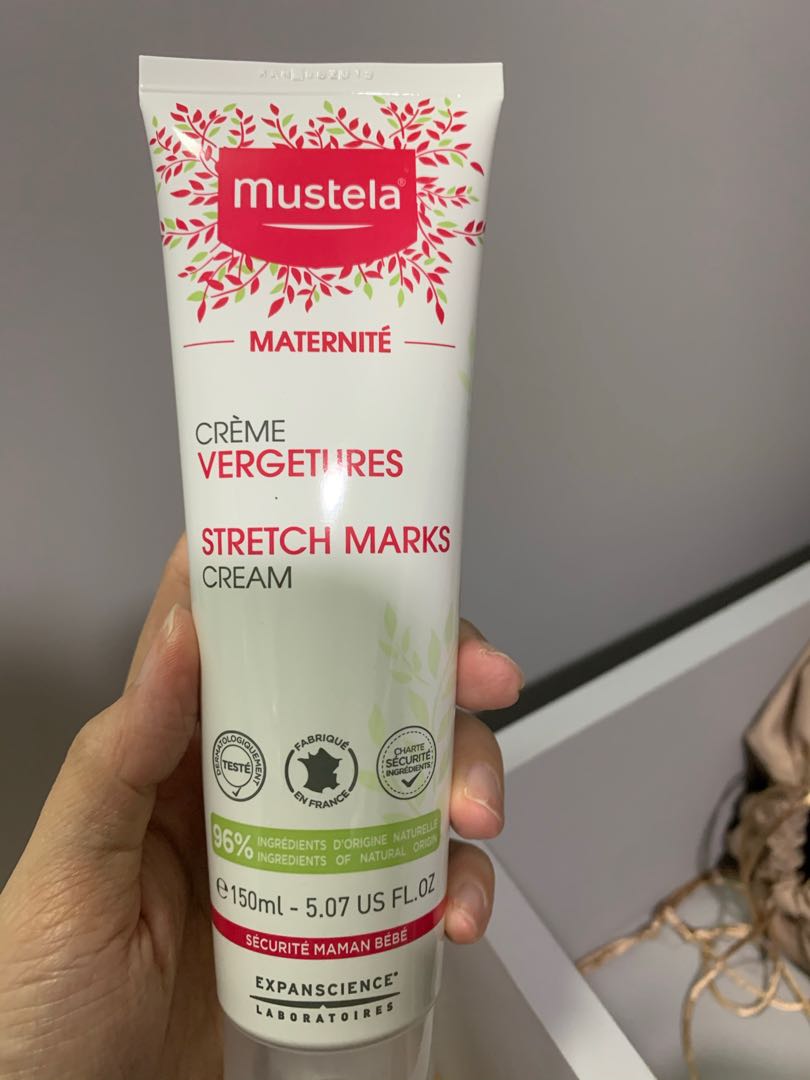 mustela®
MATERNITÉ
CRÈME
VERGETURES
STRETCH MARKS
CREAM
DERMATOLOGIQUEMENT
TESTÉ
FABRIQUÉ
EN FRANCE
CHARTE
SÉCURITÉ
INGRÉDIENTS
96% INGRÉDIENTS D'ORIGINE NATURELLE
INGREDIENTS OF NATURAL ORIGIN
℮150ml - 5.07 US FL.OZ
SÉCURITÉ MAMAN BÉBÉ
EXPANSCIENCE®
LABORATOIRES